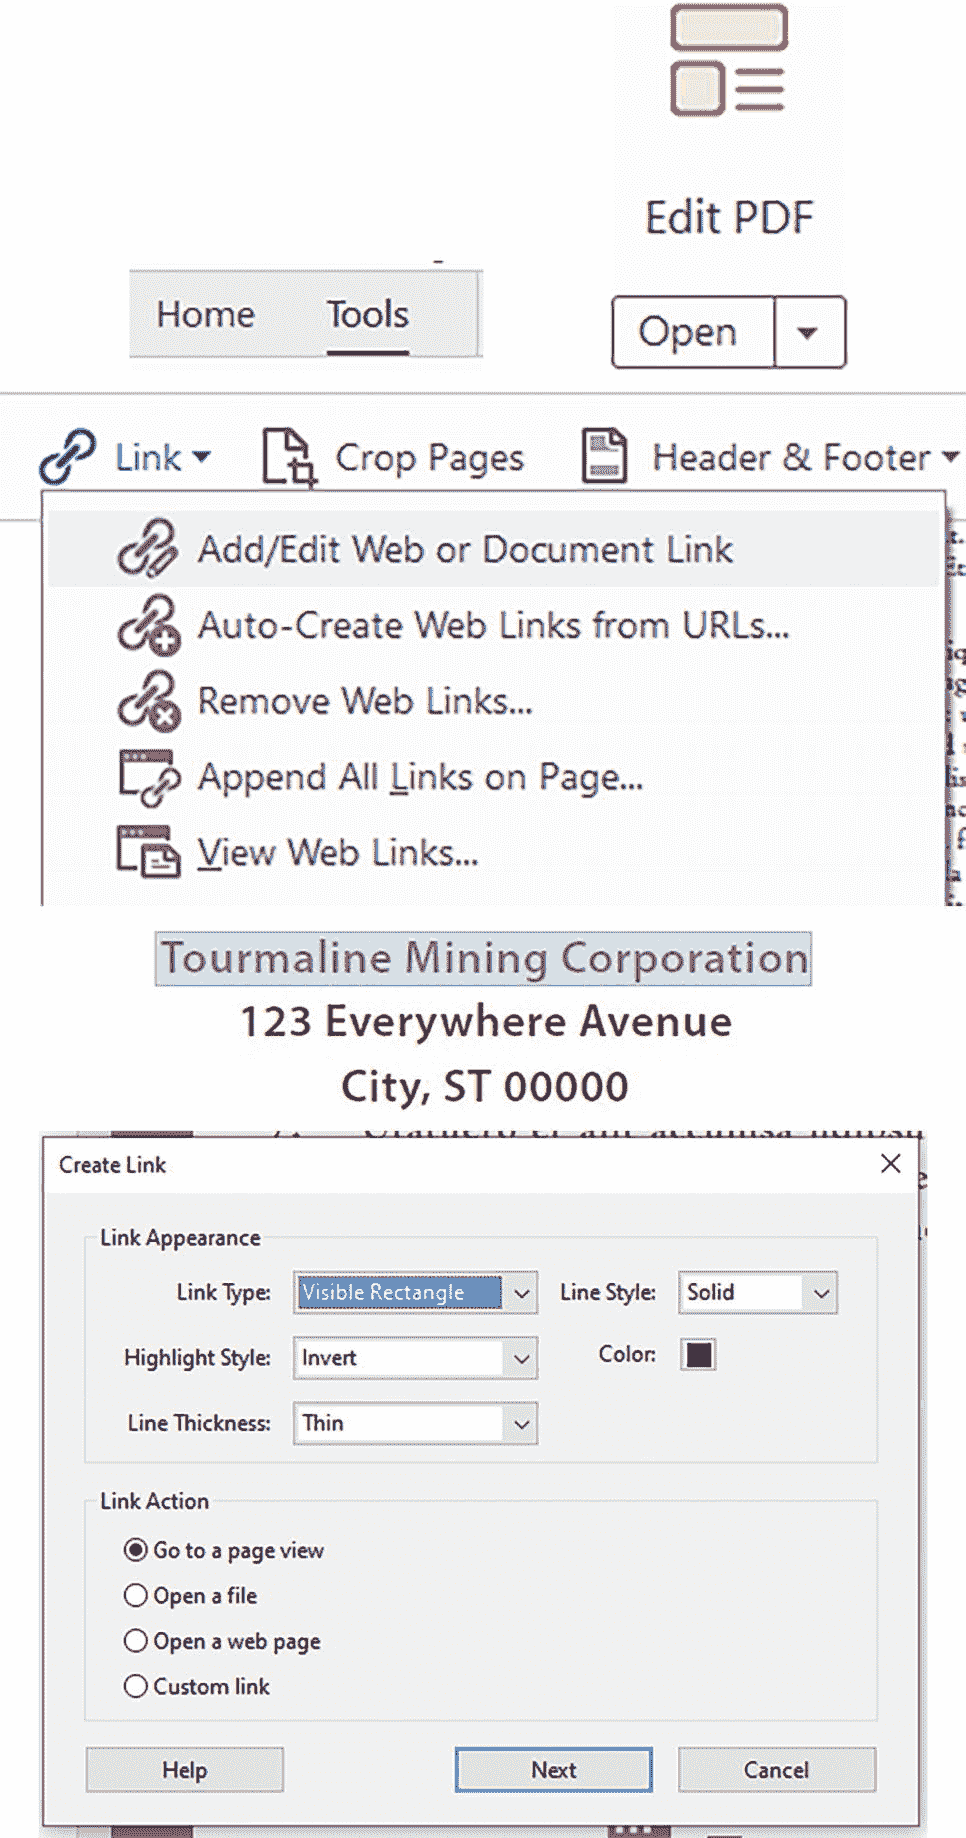 Edit PDF
Home Tools
Open
Link Crop Pages Header & Footer
Add/Edit Web or Document Link
Auto-Create Web Links from URLs...
Remove Web Links...
Append All Links on Page...
View Web Links...
Tourmaline Mining Corporation
123 Everywhere Avenue
City, ST 00000
Create Link
Link Appearance
Link Type: Visible Rectangle Line Style: Solid
Highlight Style: Invert Color:
Line Thickness: Thin
Link Action
Go to a page view
Open a file
Open a web page
Custom link
Help Next Cancel